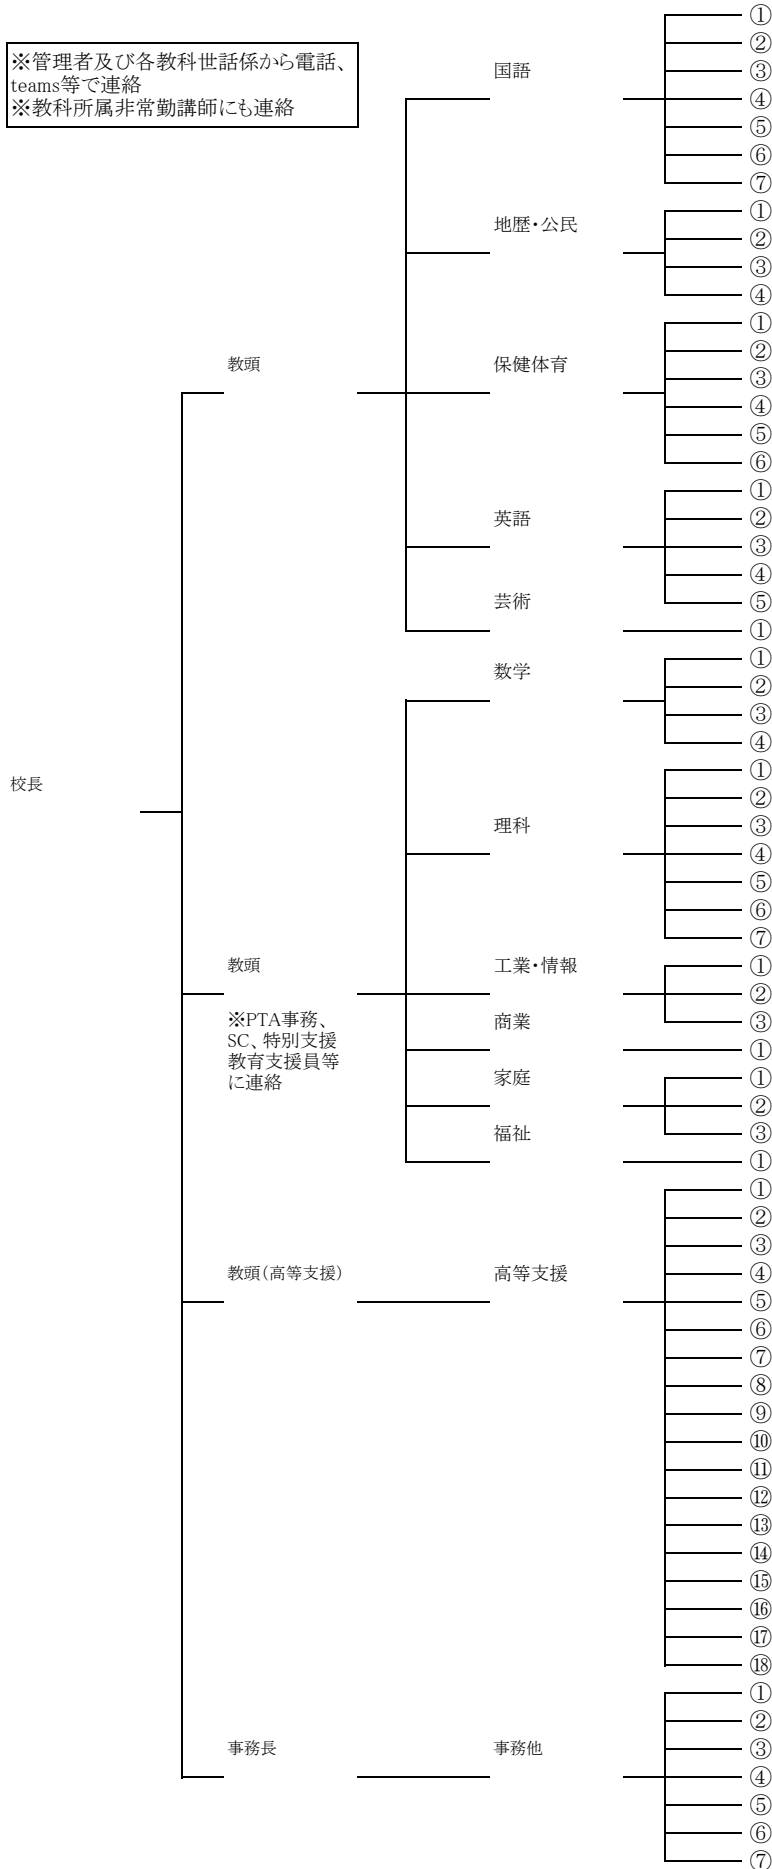 ※管理者及び各教科世話係から電話、
teams等で連絡
※教科所属非常勤講師にも連絡
校長
教頭
国語
①
②
③
④
⑤
⑥
⑦
地歴・公民
①
②
③
④
保健体育
①
②
③
④
⑤
⑥
英語
①
②
③
④
⑤
芸術
①
教頭
※PTA事務、
SC、特別支援
教育支援員等
に連絡
数学
①
②
③
④
理科
①
②
③
④
⑤
⑥
⑦
工業・情報
①
②
③
商業
①
家庭
①
②
③
福祉
①
教頭(高等支援)
高等支援
①
②
③
④
⑤
⑥
⑦
⑧
⑨
⑩
⑪
⑫
⑬
⑭
⑮
⑯
⑰
⑱
事務長
事務他
①
②
③
④
⑤
⑥
⑦